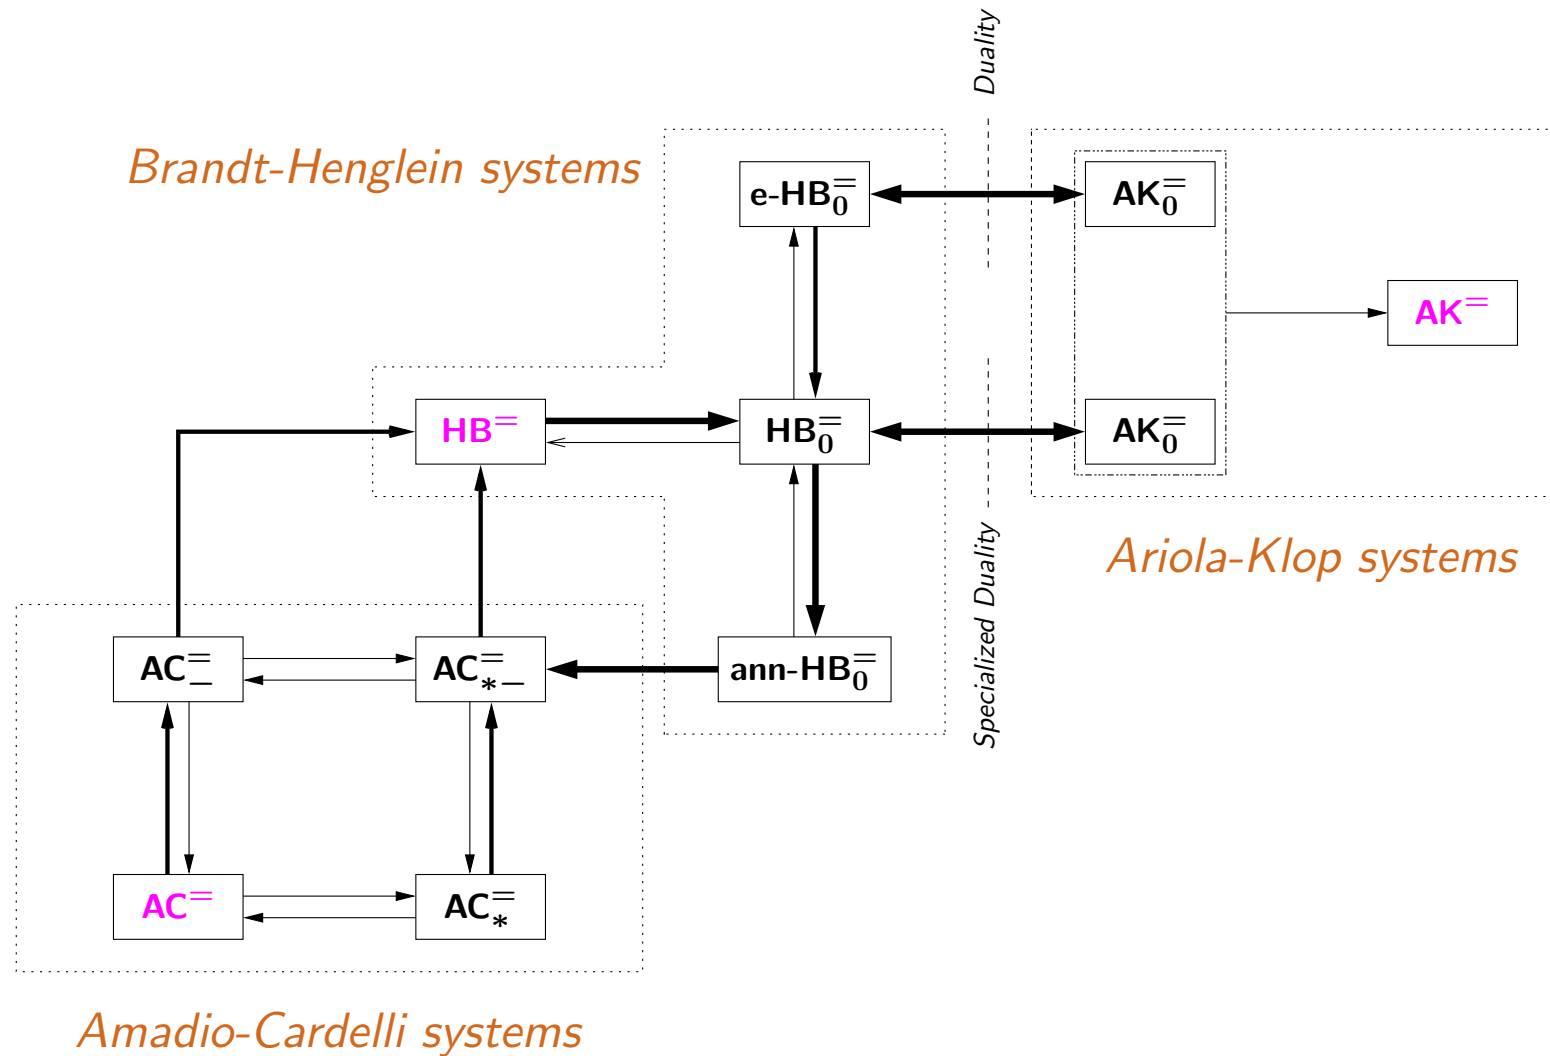 Duality
Brandt-Henglein systems
e-HB₀⁼
AK₀⁼
AK⁼
HB⁼
HB₀⁼
AK₀⁼
Specialized Duality
Ariola-Klop systems
AC₋⁼
AC⁼∗−
ann-HB₀⁼
AC⁼
AC⁼∗
Amadio-Cardelli systems